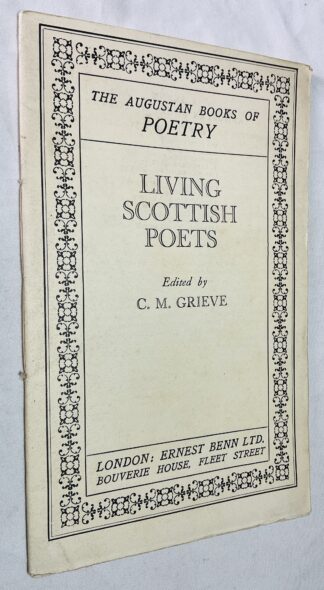 THE AUGUSTAN BOOKS OF
POETRY
LIVING
SCOTTISH
POETS
Edited by
C. M. GRIEVE
LONDON: ERNEST BENN LTD.
BOUVERIE HOUSE, FLEET STREET